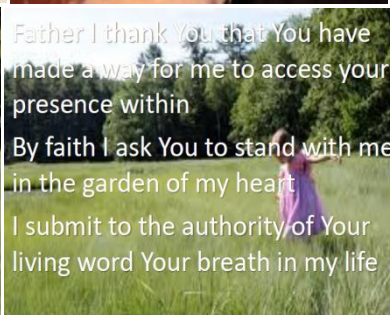 Father I thank You that You have
made a way for me to access your
presence within
By faith I ask You to stand with me
in the garden of my heart
I submit to the authority of Your
living word Your breath in my life